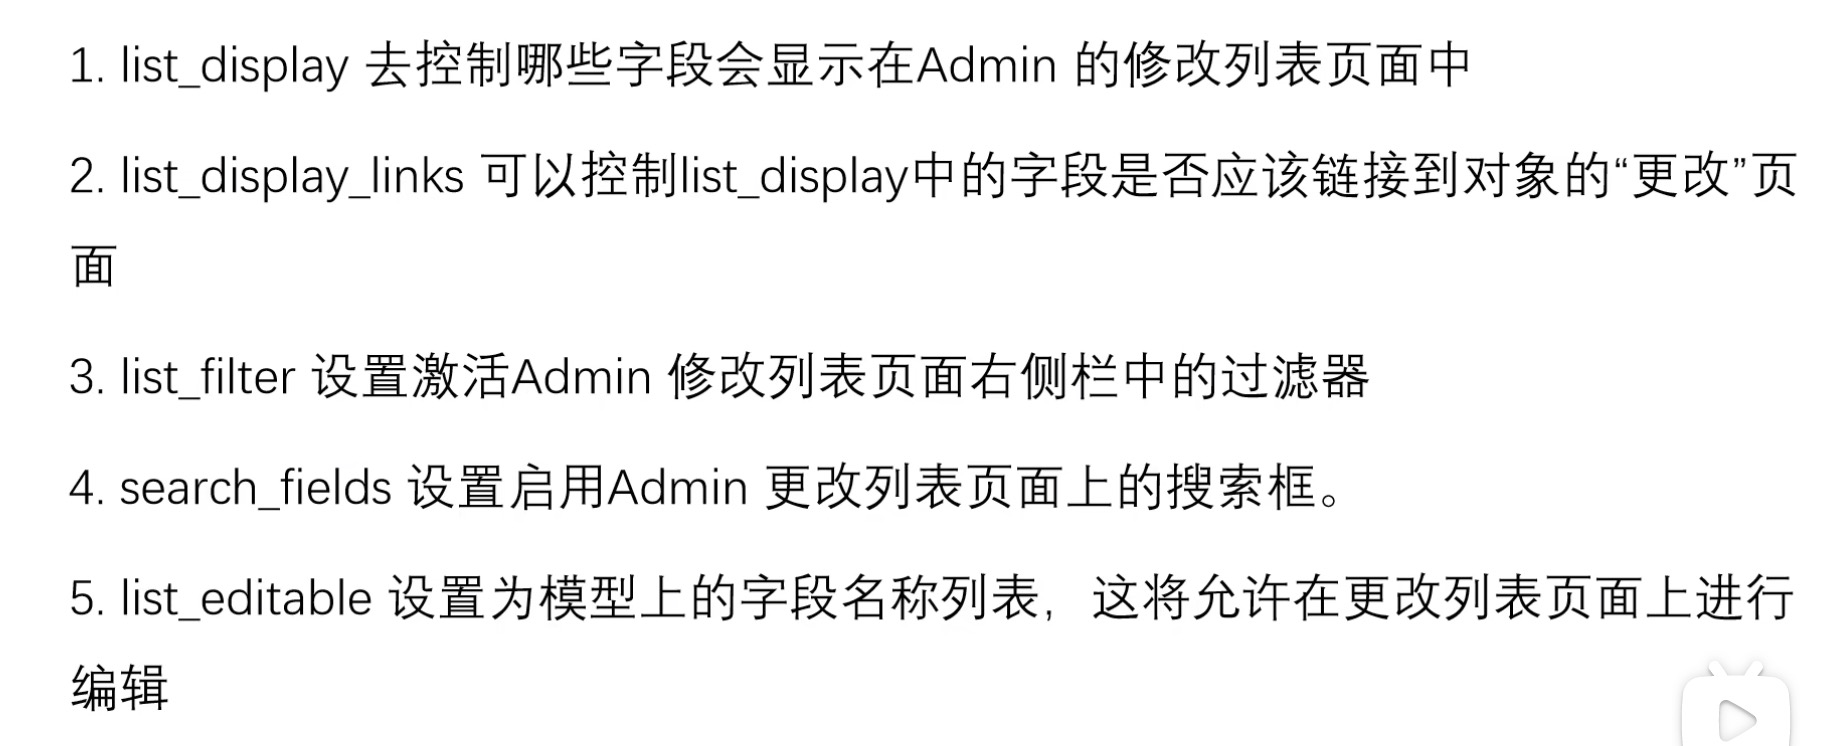 1. list_display 去控制哪些字段会显示在Admin 的修改列表页面中
2. list_display_links 可以控制list_display中的字段是否应该链接到对象的“更改”页
面
3. list_filter 设置激活Admin 修改列表页面右侧栏中的过滤器
4. search_fields 设置启用Admin 更改列表页面上的搜索框。
5. list_editable 设置为模型上的字段名称列表，这将允许在更改列表页面上进行
编辑